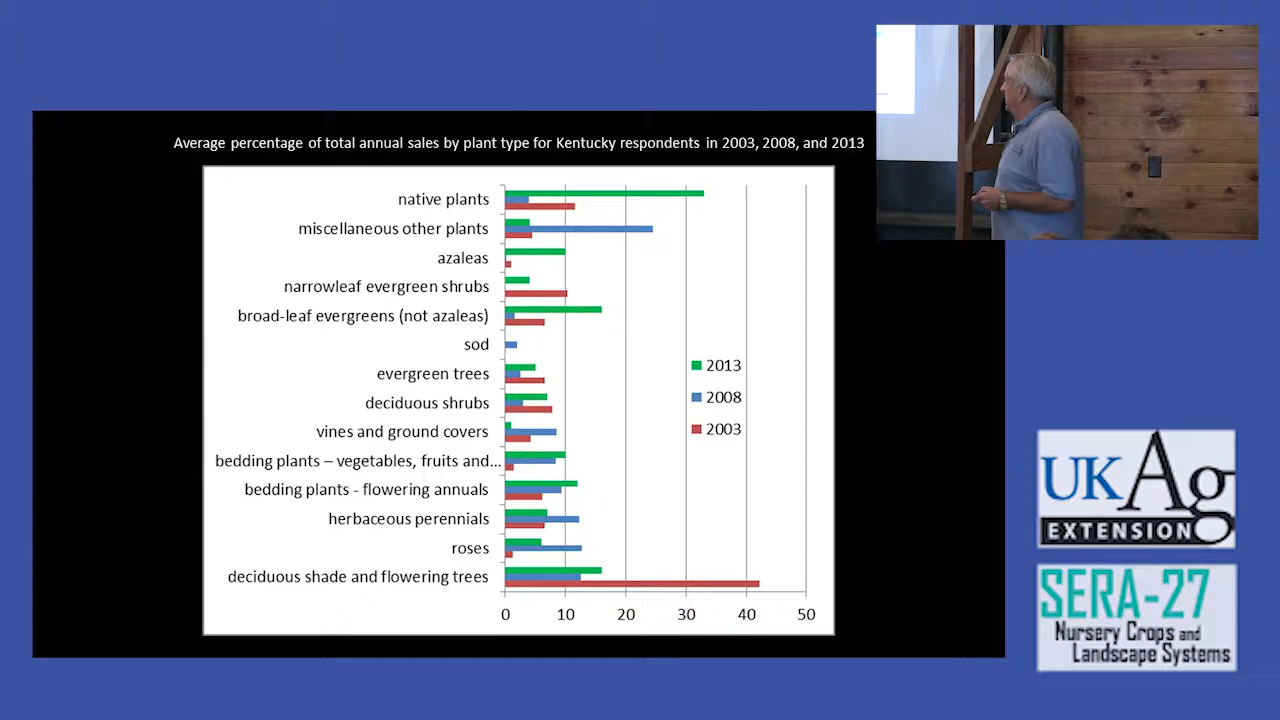 Average percentage of total annual sales by plant type for Kentucky respondents in 2003, 2008, and 2013
native plants
miscellaneous other plants
azaleas
narrowleaf evergreen shrubs
broad-leaf evergreens (not azaleas)
sod
evergreen trees
deciduous shrubs
vines and ground covers
bedding plants – vegetables, fruits and...
bedding plants - flowering annuals
herbaceous perennials
roses
deciduous shade and flowering trees
2013
2008
2003
0 10 20 30 40 50
UKAg
EXTENSION
SERA-27
Nursery Crops and
Landscape Systems